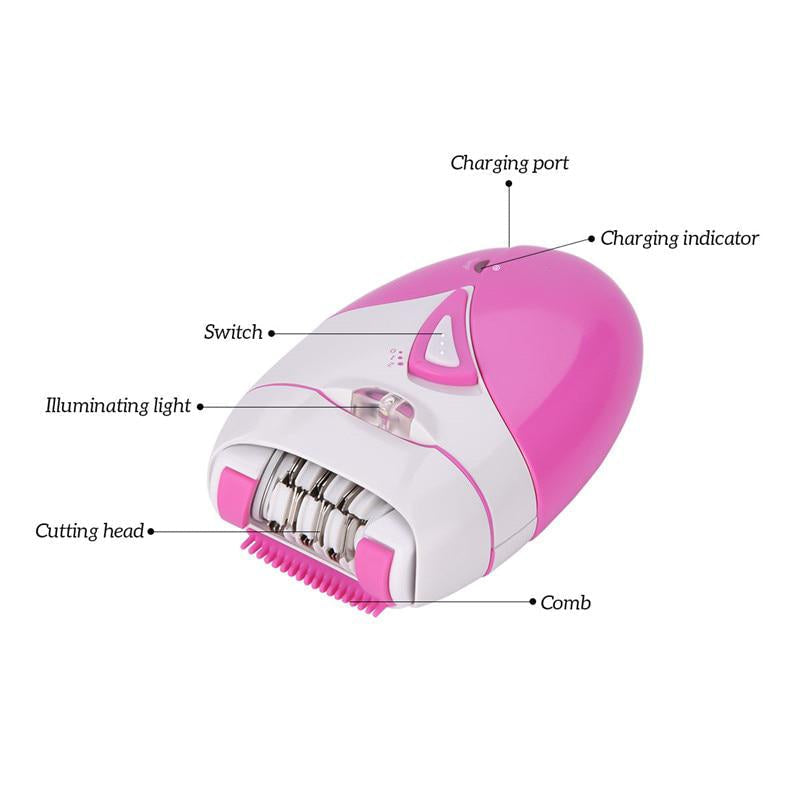 Charging port
Charging indicator
Switch
Illuminating light
Cutting head
Comb